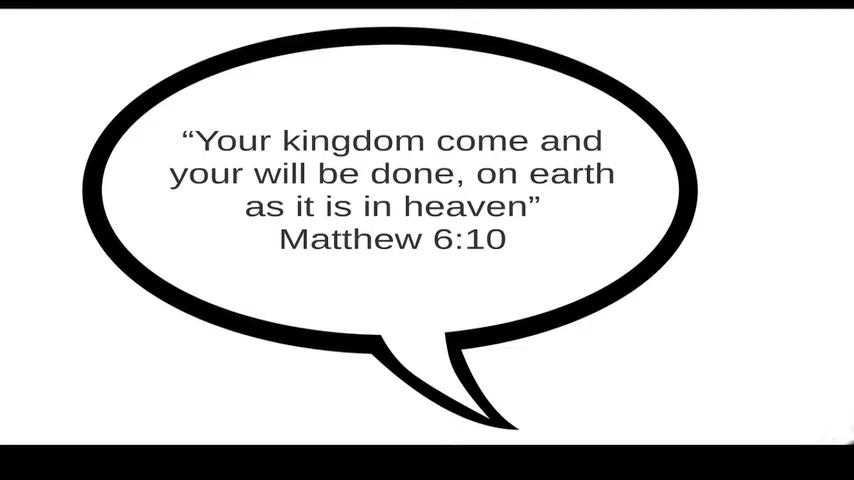 “Your kingdom come and
your will be done, on earth
as it is in heaven”
Matthew 6:10